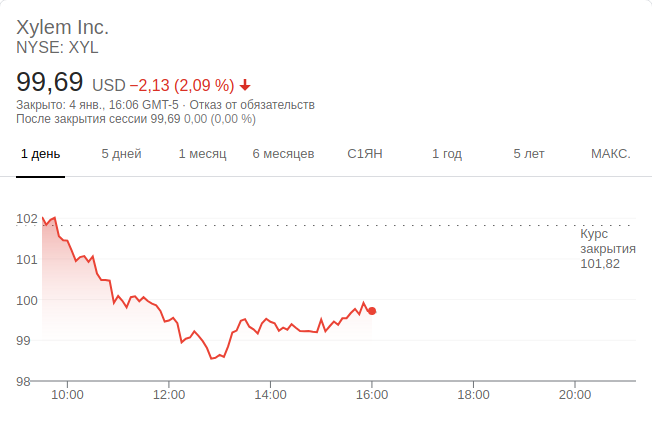 Xylem Inc.
NYSE: XYL
99,69 USD −2,13 (2,09 %)
Закрыто: 4 янв., 16:06 GMT-5 · Отказ от обязательств
После закрытия сессии 99,69 0,00 (0,00 %)
1 день 5 дней 1 месяц 6 месяцев С1ЯН 1 год 5 лет МАКС.
102
101
100
99
98
Курс
закрытия
101,82
10:00 12:00 14:00 16:00 18:00 20:00